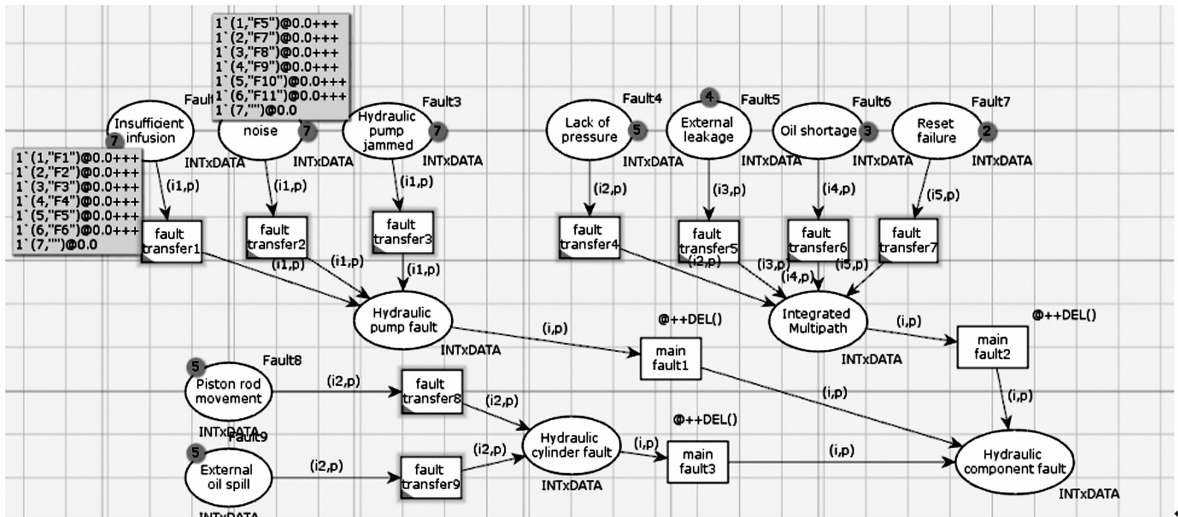 1`(1,"F5")@0.0+++
1`(2,"F7")@0.0+++
1`(3,"F8")@0.0+++
1`(4,"F9")@0.0+++
1`(5,"F10")@0.0+++
1`(6,"F11")@0.0+++
1`(7,"")@0.0
Fault3
Fault4
Fault5
Fault6
Fault7
Insufficient
infusion
7
noise
7
Hydraulic
pump
jammed
7
Lack of
pressure
5
4
External
leakage
Oil shortage
3
Reset
failure
2
INTxDATA
INTxDATA
INTxDATA
INTxDATA
INTxDATA
INTxDATA
INTxDATA
1`(1,"F1")@0.0+++
1`(2,"F2")@0.0+++
1`(3,"F3")@0.0+++
1`(4,"F4")@0.0+++
1`(5,"F5")@0.0+++
1`(6,"F6")@0.0+++
1`(7,"")@0.0
(i1,p)
(i1,p)
(i1,p)
(i2,p)
(i3,p)
(i4,p)
(i5,p)
fault
transfer1
fault
transfer2
fault
transfer3
fault
transfer4
fault
transfer5
fault
transfer6
fault
transfer7
(i1,p)
(i1,p)
(i1,p)
(i2,p)
(i3,p)
(i4,p)
(i5,p)
Hydraulic
pump fault
INTxDATA
(i,p)
@++DEL()
main
fault1
Integrated
Multipath
INTxDATA
(i,p)
@++DEL()
main
fault2
(i,p)
(i,p)
Fault8
5
Piston rod
movement
INTxDATA
(i2,p)
fault
transfer8
(i2,p)
Fault9
5
External
oil spill
INTxDATA
(i2,p)
fault
transfer9
(i2,p)
Hydraulic
cylinder fault
INTxDATA
(i,p)
@++DEL()
main
fault3
(i,p)
Hydraulic
component fault
INTxDATA